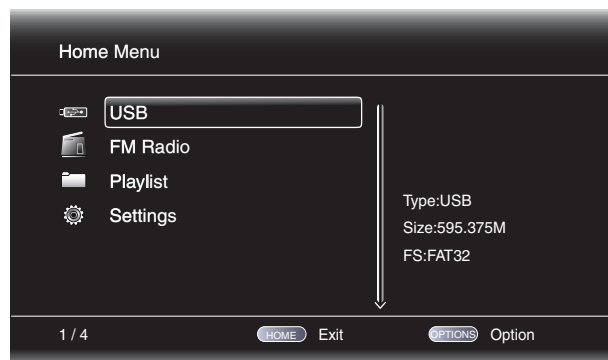 Home Menu
USB
FM Radio
Playlist
Settings
Type:USB
Size:595.375M
FS:FAT32
1 / 4 HOME Exit OPTIONS Option